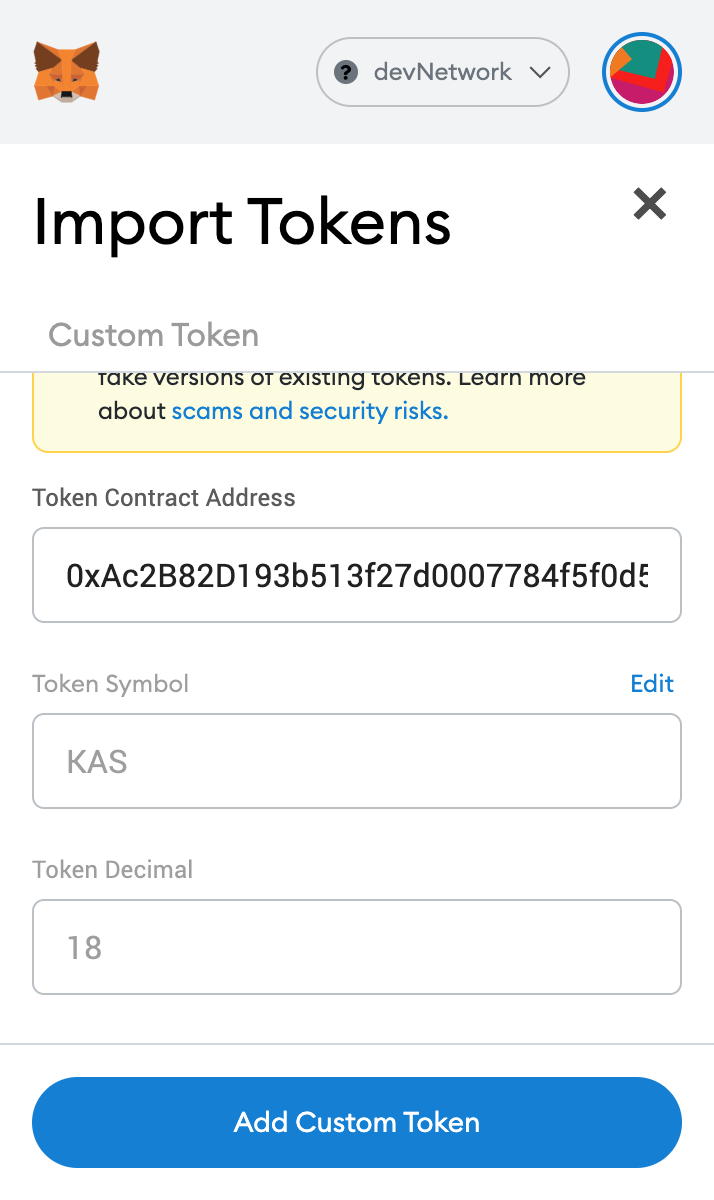 devNetwork
Import Tokens
Custom Token
fake versions of existing tokens. Learn more
about scams and security risks.
Token Contract Address
0xAc2B82D193b513f27d0007784f5f0d5
Token Symbol
Edit
KAS
Token Decimal
18
Add Custom Token